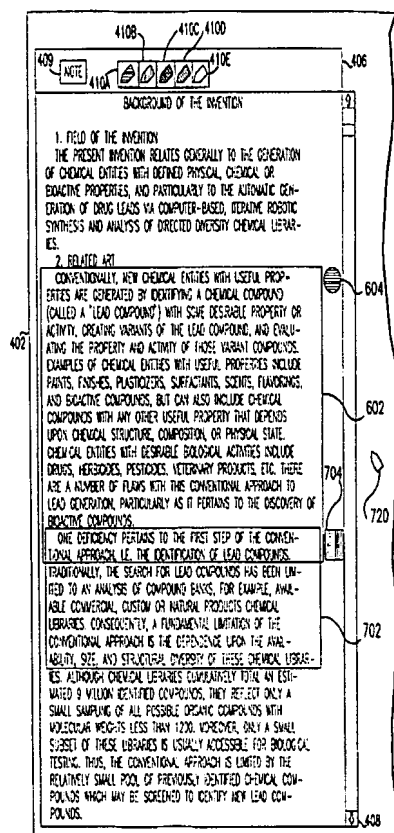 410B 410C 410D
409 NOTE 410A 410E 406
BACKGROUND OF THE INVENTION
1. FIELD OF THE INVENTION
THE PRESENT INVENTION RELATES GENERALLY TO THE GENERATION
OF CHEMICAL ENTITIES WITH DEFINED PHYSICAL, CHEMICAL OR
BIOACTIVE PROPERTIES, AND PARTICULARLY TO THE AUTOMATIC GEN-
ERATION OF DRUG LEADS VIA COMPUTER-BASED, ITERATIVE ROBOTIC
SYNTHESIS AND ANALYSIS OF DIRECTED DIVERSITY CHEMICAL LIBRAR-
IES.
2. RELATED ART
CONVENTIONALLY, NEW CHEMICAL ENTITIES WITH USEFUL PROP-
ERTIES ARE GENERATED BY IDENTIFYING A CHEMICAL COMPOUND
(CALLED A "LEAD COMPOUND") WITH SOME DESIRABLE PROPERTY OR
ACTIVITY, CREATING VARIANTS OF THE LEAD COMPOUND, AND EVALU-
ATING THE PROPERTY AND ACTIVITY OF THOSE VARIANT COMPOUNDS.
EXAMPLES OF CHEMICAL ENTITIES WITH USEFUL PROPERTIES INCLUDE
PAINTS, FINISHES, PLASTICIZERS, SURFACTANTS, SCENTS, FLAVORINGS,
AND BIOACTIVE COMPOUNDS, BUT CAN ALSO INCLUDE CHEMICAL
COMPOUNDS WITH ANY OTHER USEFUL PROPERTY THAT DEPENDS
UPON CHEMICAL STRUCTURE, COMPOSITION, OR PHYSICAL STATE.
CHEMICAL ENTITIES WITH DESIRABLE BIOLOGICAL ACTIVITIES INCLUDE
DRUGS, HERBICIDES, PESTICIDES, VETERINARY PRODUCTS, ETC. THERE
ARE A NUMBER OF FLAWS WITH THIS CONVENTIONAL APPROACH TO
LEAD GENERATION, PARTICULARLY AS IT PERTAINS TO THE DISCOVERY OF
BIOACTIVE COMPOUNDS.
ONE DEFICIENCY PERTAINS TO THE FIRST STEP OF THE CONVEN-
TIONAL APPROACH, I.E. THE IDENTIFICATION OF LEAD COMPOUNDS.
TRADITIONALLY, THE SEARCH FOR LEAD COMPOUNDS HAS BEEN LIM-
ITED TO AN ANALYSIS OF COMPOUND BANKS, FOR EXAMPLE, AVAIL-
ABLE COMMERCIAL, CUSTOM OR NATURAL PRODUCTS CHEMICAL
LIBRARIES. CONSEQUENTLY, A FUNDAMENTAL LIMITATION OF THE
CONVENTIONAL APPROACH IS THE DEPENDENCE UPON THE AVAIL-
ABILITY, SIZE, AND STRUCTURAL DIVERSITY OF THESE CHEMICAL LIBRAR-
IES. ALTHOUGH CHEMICAL LIBRARIES CUMULATIVELY TOTAL AN ESTI-
MATED 9 MILLION IDENTIFIED COMPOUNDS, THEY REFLECT ONLY A
SMALL SAMPLING OF ALL POSSIBLE ORGANIC COMPOUNDS WITH
MOLECULAR WEIGHTS LESS THAN 1200. MOREOVER, ONLY A SMALL
SUBSET OF THESE LIBRARIES IS USUALLY ACCESSIBLE FOR BIOLOGICAL
TESTING. THUS, THE CONVENTIONAL APPROACH IS LIMITED BY THE
RELATIVELY SMALL POOL OF PREVIOUSLY IDENTIFIED CHEMICAL COM-
POUNDS WHICH MAY BE SCREENED TO IDENTIFY NEW LEAD COM-
POUNDS.
402
604
602
704
720
702
408